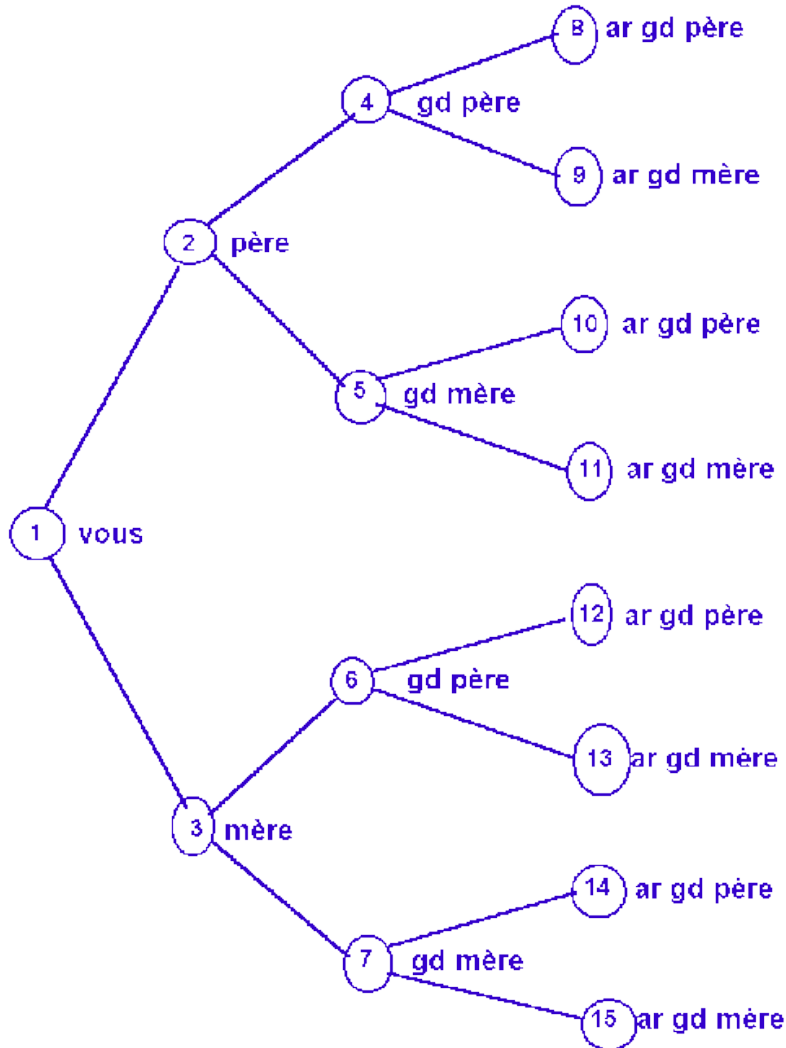 8 ar gd père
4 gd père
9 ar gd mère
2 père
10 ar gd père
5 gd mère
11 ar gd mère
1 vous
12 ar gd père
6 gd père
13 ar gd mère
3 mère
14 ar gd père
7 gd mère
15 ar gd mère